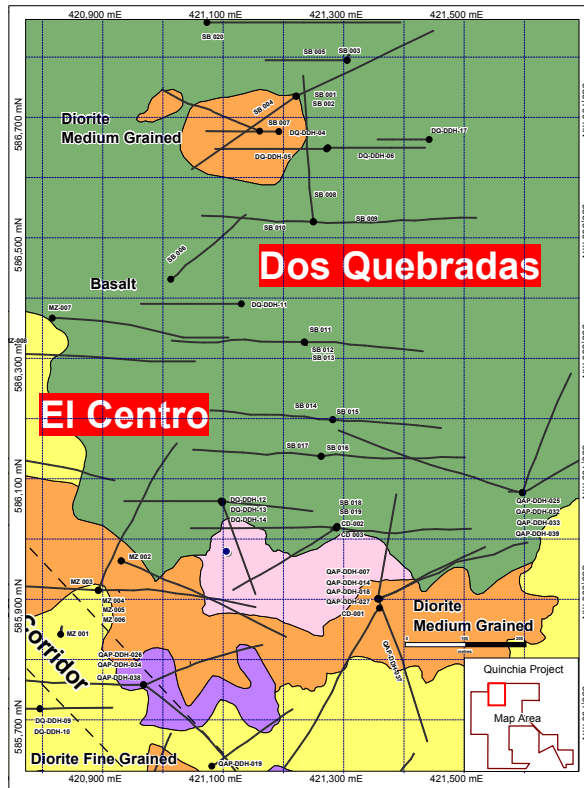 420,900 mE
421,100 mE
421,300 mE
421,500 mE
SB 020
SB 005
SB 003
SB 004
SB 001
SB 002
586,700 mN
Diorite
Medium Grained
SB 007
DQ-DDH-04
DQ-DDH-17
DQ-DDH-05
DQ-DDH-06
SB 008
SB 009
SB 010
586,500 mN
SB 006
Dos Quebradas
Basalt
MZ-007
DQ-DDH-11
SB 011
SB 012
SB 013
586,300 mN
El Centro
SB 014
SB 015
SB 017
SB 016
586,100 mN
DQ-DDH-12
DQ-DDH-13
DQ-DDH-14
SB 018
SB 019
CD-002
CD 003
QAP-DDH-025
QAP-DDH-032
QAP-DDH-033
QAP-DDH-039
MZ 002
MZ 003
MZ 004
MZ 005
MZ 006
QAP-DDH-007
QAP-DDH-014
QAP-DDH-018
QAP-DDH-027
CD-001
585,900 mN
Diorite
Medium Grained
MZ 001
Corridor
QAP-DDH-026
QAP-DDH-034
QAP-DDH-038
QAP-DDH-037
metres
Quinchia Project
Map Area
DQ-DDH-09
DQ-DDH-10
585,700 mN
Diorite Fine Grained
QAP-DDH-019
420,900 mE
421,100 mE
421,300 mE
421,500 mE